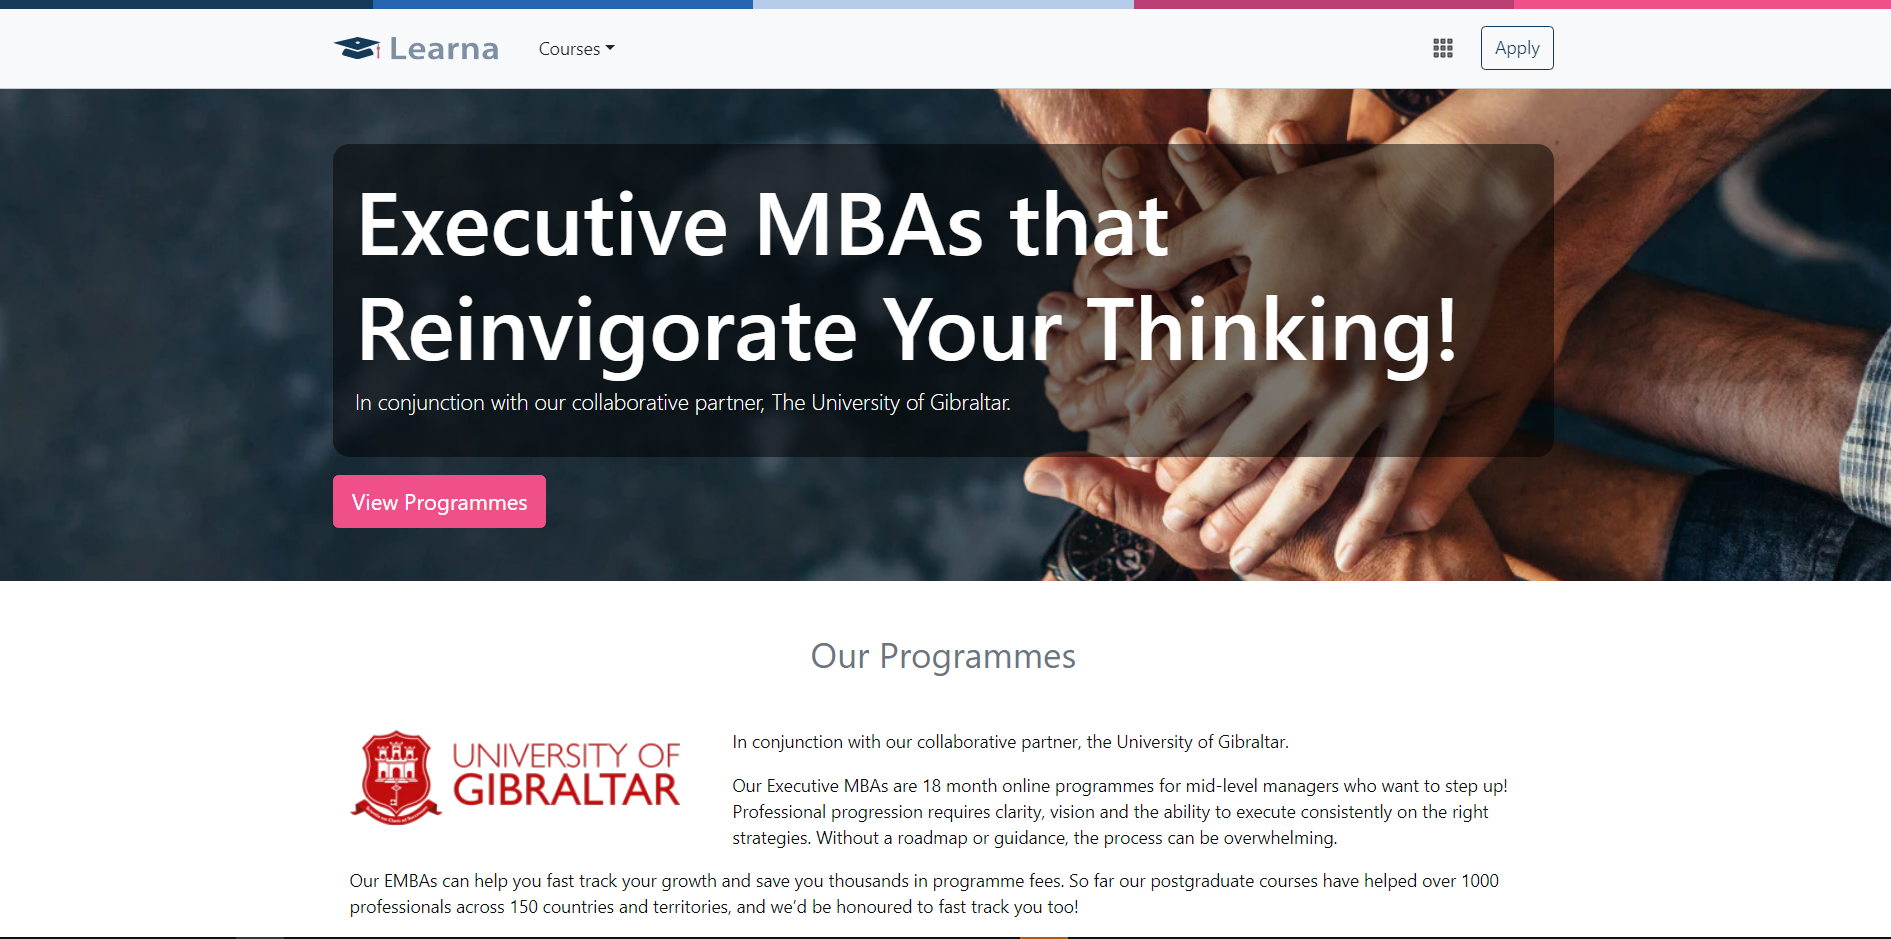 Learna
Courses
Apply
Executive MBAs that
Reinvigorate Your Thinking!
In conjunction with our collaborative partner, The University of Gibraltar.
View Programmes
Our Programmes
UNIVERSITY OF
GIBRALTAR
In conjunction with our collaborative partner, the University of Gibraltar.
Our Executive MBAs are 18 month online programmes for mid-level managers who want to step up!
Professional progression requires clarity, vision and the ability to execute consistently on the right
strategies. Without a roadmap or guidance, the process can be overwhelming.
Our EMBAs can help you fast track your growth and save you thousands in programme fees. So far our postgraduate courses have helped over 1000
professionals across 150 countries and territories, and we’d be honoured to fast track you too!